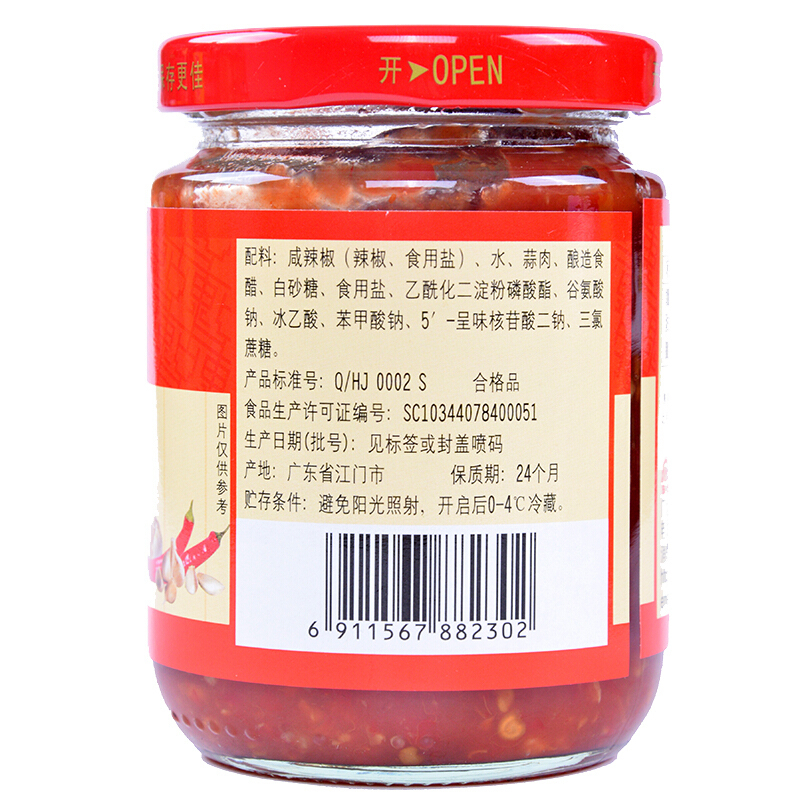 存更佳
开➤OPEN
配料：咸辣椒（辣椒、食用盐）、水、蒜肉、酿造食
醋、白砂糖、食用盐、乙酰化二淀粉磷酸酯、谷氨酸
钠、冰乙酸、苯甲酸钠、5′-呈味核苷酸二钠、三氯
蔗糖。
产品标准号：Q/HJ 0002 S 合格品
食品生产许可证编号：SC10344078400051
生产日期(批号)：见标签或封盖喷码
产地：广东省江门市 保质期：24个月
贮存条件：避免阳光照射，开启后0-4℃冷藏。
图片仅供参考
6 911567 882302